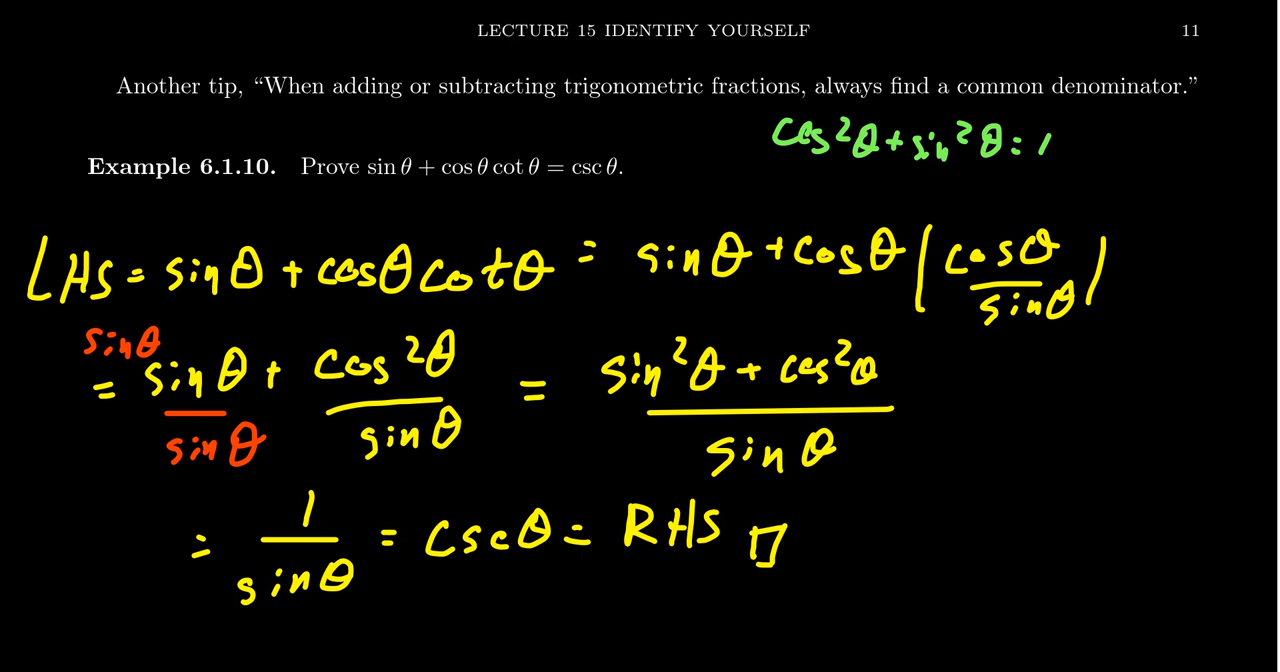 LECTURE 15 IDENTIFY YOURSELF 11
Another tip, “When adding or subtracting trigonometric fractions, always find a common denominator.”
cos²θ + sin²θ = 1
Example 6.1.10. Prove sin θ + cos θ cot θ = csc θ.
LHS = sinθ + cosθ cotθ = sinθ + cosθ (cosθ/sinθ)
= sinθ sinθ/sinθ + cos²θ/sinθ = sin²θ + cos²θ/sinθ
= 1/sinθ = cscθ = RHS □